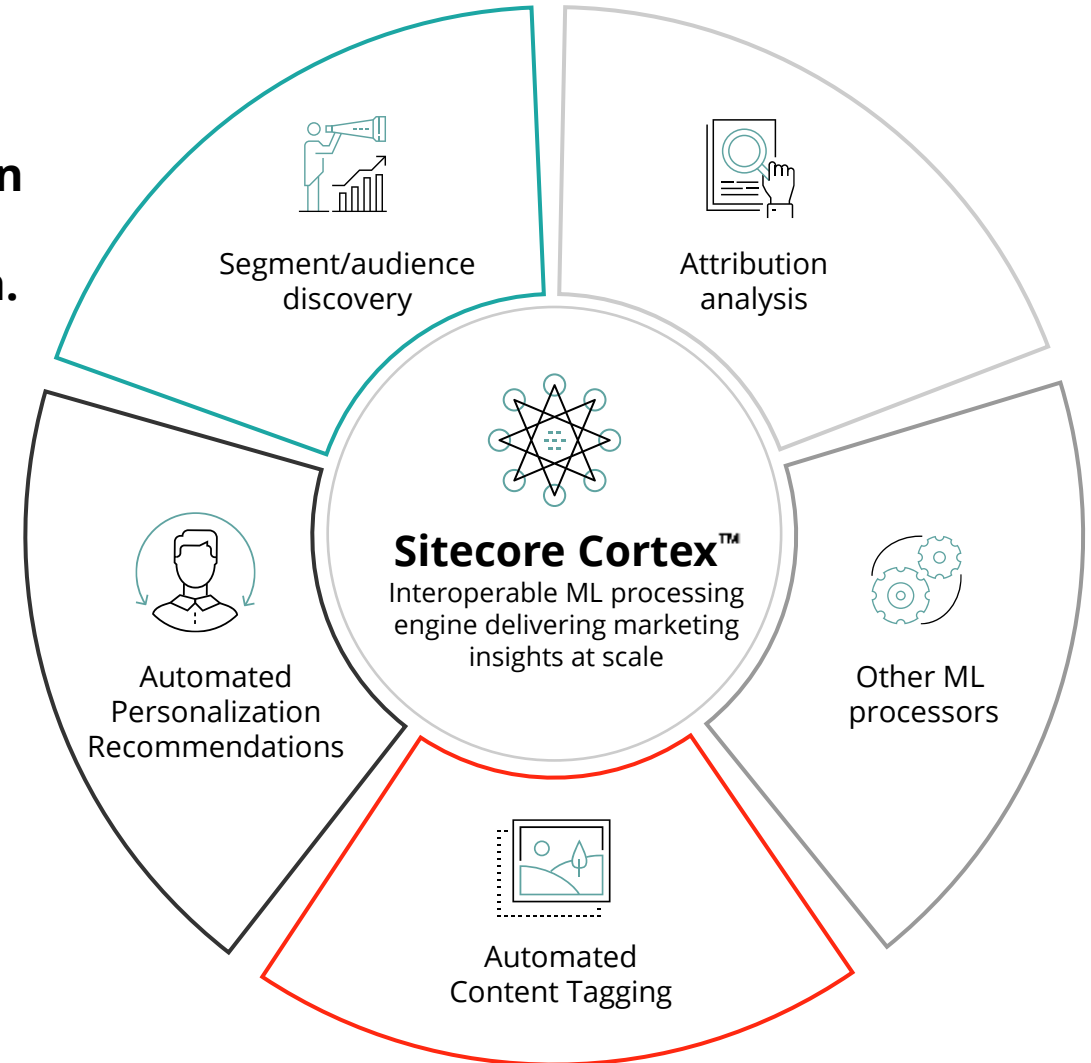 Segment/audience
discovery
Attribution
analysis
Sitecore Cortex™
Interoperable ML processing
engine delivering marketing
insights at scale
Automated
Personalization
Recommendations
Other ML
processors
Automated
Content Tagging